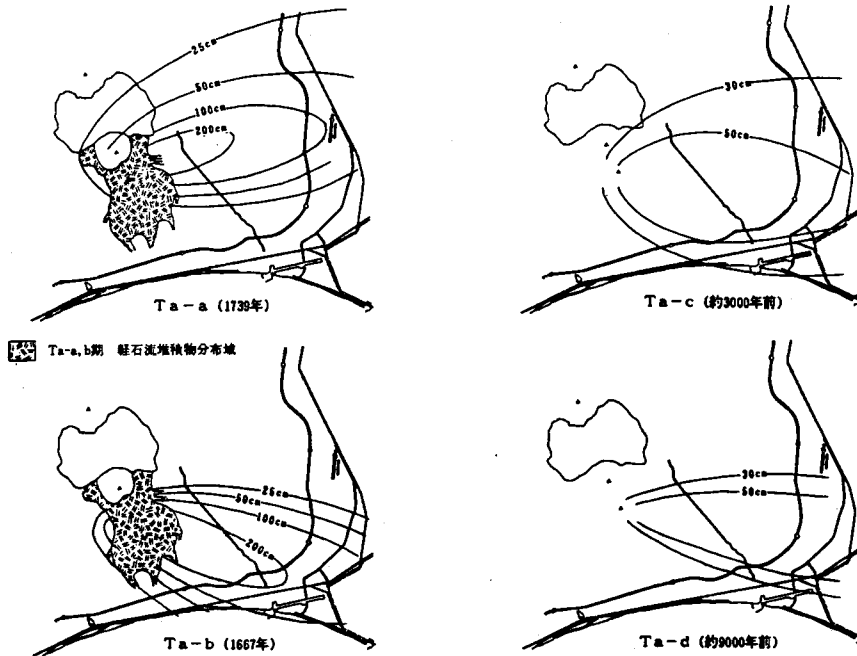 25cm
50cm
100cm
200cm
Ta-a (1739年)
30cm
50cm
Ta-c (約3000年前)
Ta-a,b期 軽石流堆積物分布域
25cm
50cm
100cm
200cm
Ta-b (1667年)
30cm
50cm
Ta-d (約9000年前)